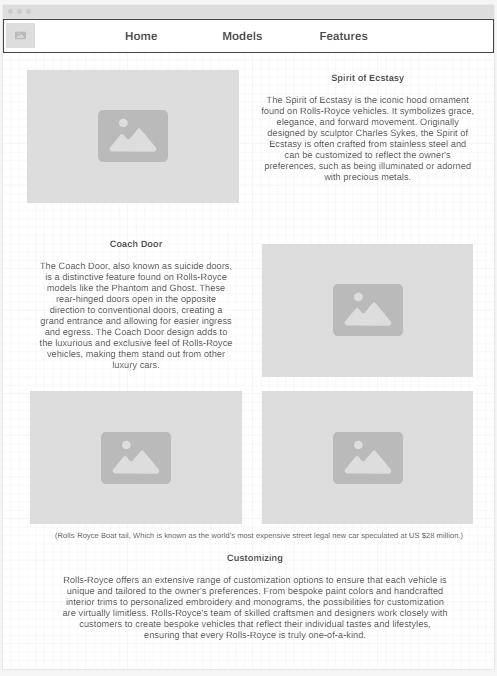 Home Models Features
Spirit of Ecstasy
The Spirit of Ecstasy is the iconic hood ornament
found on Rolls-Royce vehicles. It symbolizes grace,
elegance, and forward movement. Originally
designed by sculptor Charles Sykes, the Spirit of
Ecstasy is often crafted from stainless steel and
can be customized to reflect the owner's
preferences, such as being illuminated or adorned
with precious metals.
Coach Door
The Coach Door, also known as suicide doors,
is a distinctive feature found on Rolls-Royce
models like the Phantom and Ghost. These
rear-hinged doors open in the opposite
direction to conventional doors, creating a
grand entrance and allowing for easier ingress
and egress. The Coach Door design adds to
the luxurious and exclusive feel of Rolls-Royce
vehicles, making them stand out from other
luxury cars.
(Rolls Royce Boat tail, Which is known as the world's most expensive street legal new car speculated at US $28 million.)
Customizing
Rolls-Royce offers an extensive range of customization options to ensure that each vehicle is
unique and tailored to the owner's preferences. From bespoke paint colors and handcrafted
interior trims to personalized embroidery and monograms, the possibilities for customization
are virtually limitless. Rolls-Royce's team of skilled craftsmen and designers work closely with
customers to create bespoke vehicles that reflect their individual tastes and lifestyles,
ensuring that every Rolls-Royce is truly one-of-a-kind.